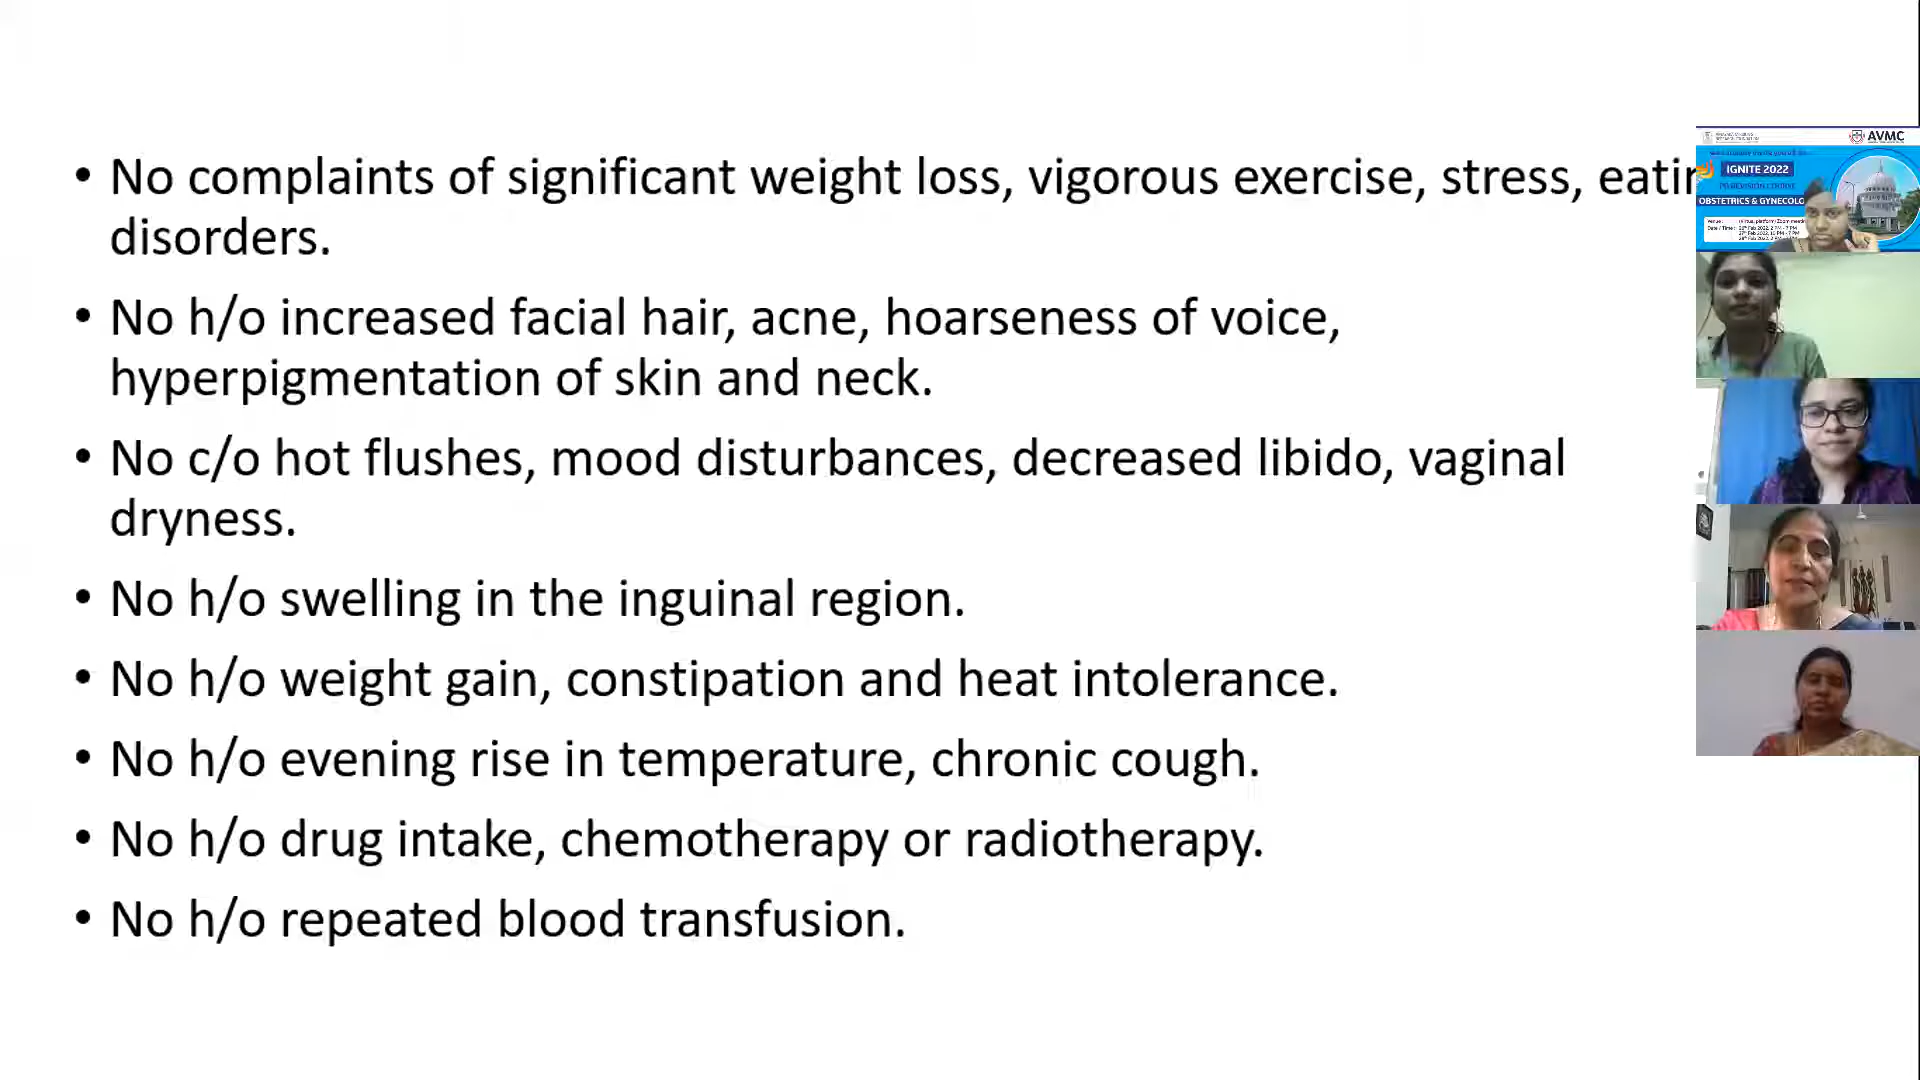 • No complaints of significant weight loss, vigorous exercise, stress, eatin
disorders.
• No h/o increased facial hair, acne, hoarseness of voice,
hyperpigmentation of skin and neck.
• No c/o hot flushes, mood disturbances, decreased libido, vaginal
dryness.
• No h/o swelling in the inguinal region.
• No h/o weight gain, constipation and heat intolerance.
• No h/o evening rise in temperature, chronic cough.
• No h/o drug intake, chemotherapy or radiotherapy.
• No h/o repeated blood transfusion.
AVMC
IGNITE 2022
OBSTETRICS & GYNECOLO